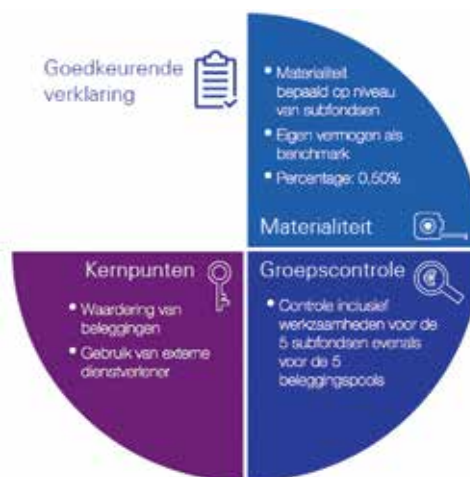 Goedkeurende
verklaring
• Materialiteit
bepaald op niveau
van subfondsen
• Eigen vermogen als
benchmark
• Percentage: 0,50%
Materialiteit
Kernpunten
• Waardering van
beleggingen
• Gebruik van externe
dienstverlener
Groepscontrole
• Controle inclusief
werkzaamheden voor de
5 subfondsen evenals
voor de 5
beleggingspools